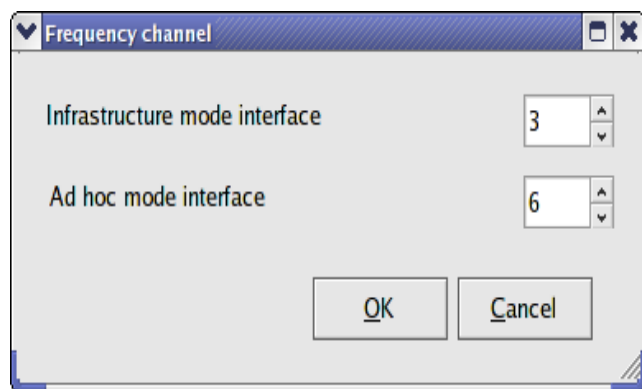 Frequency channel
Infrastructure mode interface 3
Ad hoc mode interface 6
OK Cancel